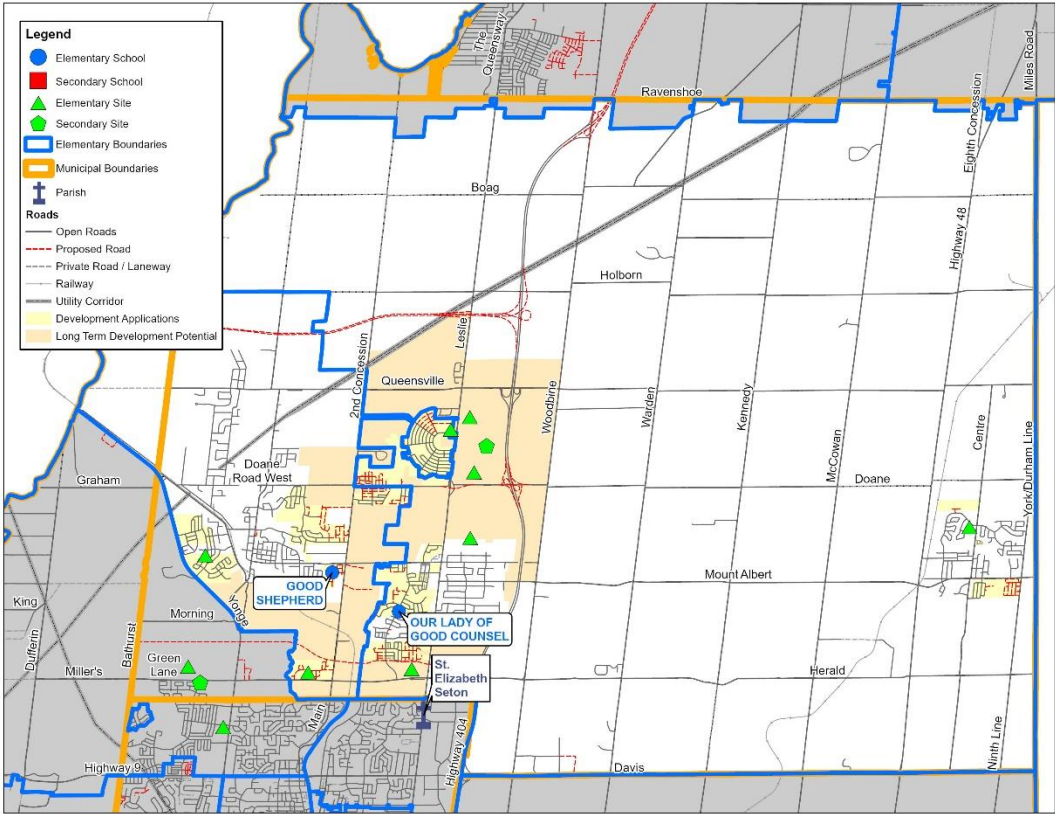 Legend
Elementary School
Secondary School
Elementary Site
Secondary Site
Elementary Boundaries
Municipal Boundaries
Parish
Roads
Open Roads
Proposed Road
Private Road / Laneway
Railway
Utility Corridor
Development Applications
Long Term Development Potential
The
Queensway
Ravenshoe
Miles Road
Eighth Concession
Boag
Highway 48
Holborn
Leslie
2nd Concession
Queensville
Woodbine
Warden
Kennedy
McCowan
Centre
York/Durham Line
Graham
Doane
Road West
Doane
GOOD
SHEPHERD
Mount Albert
King
Morning
Yonge
OUR LADY OF
GOOD COUNSEL
Dufferin
Bathurst
Miller's
Green
Lane
St.
Elizabeth
Seton
Herald
Main
Highway 404
Ninth Line
Highway 9
Davis